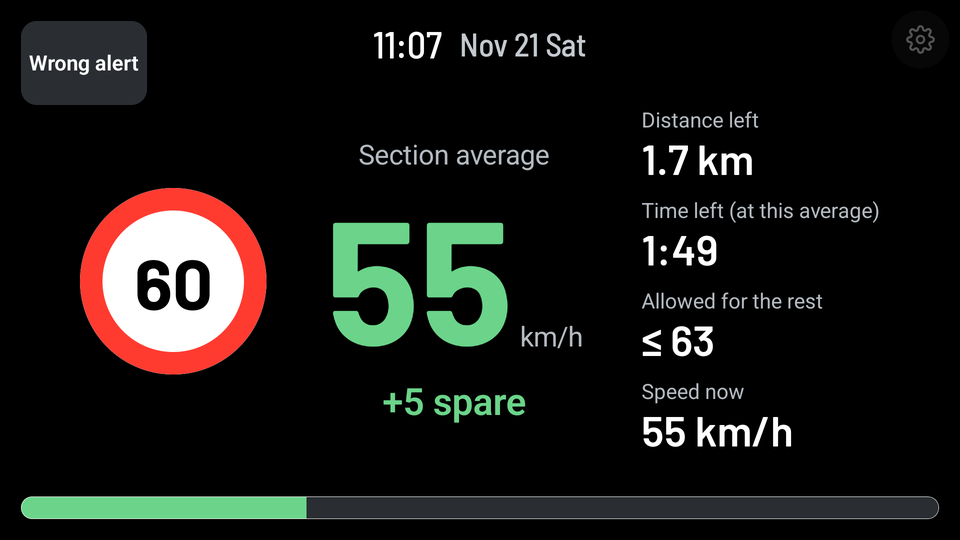 Wrong alert
11:07 Nov 21 Sat
Section average
60
55 km/h
+5 spare
Distance left
1.7 km
Time left (at this average)
1:49
Allowed for the rest
≤ 63
Speed now
55 km/h